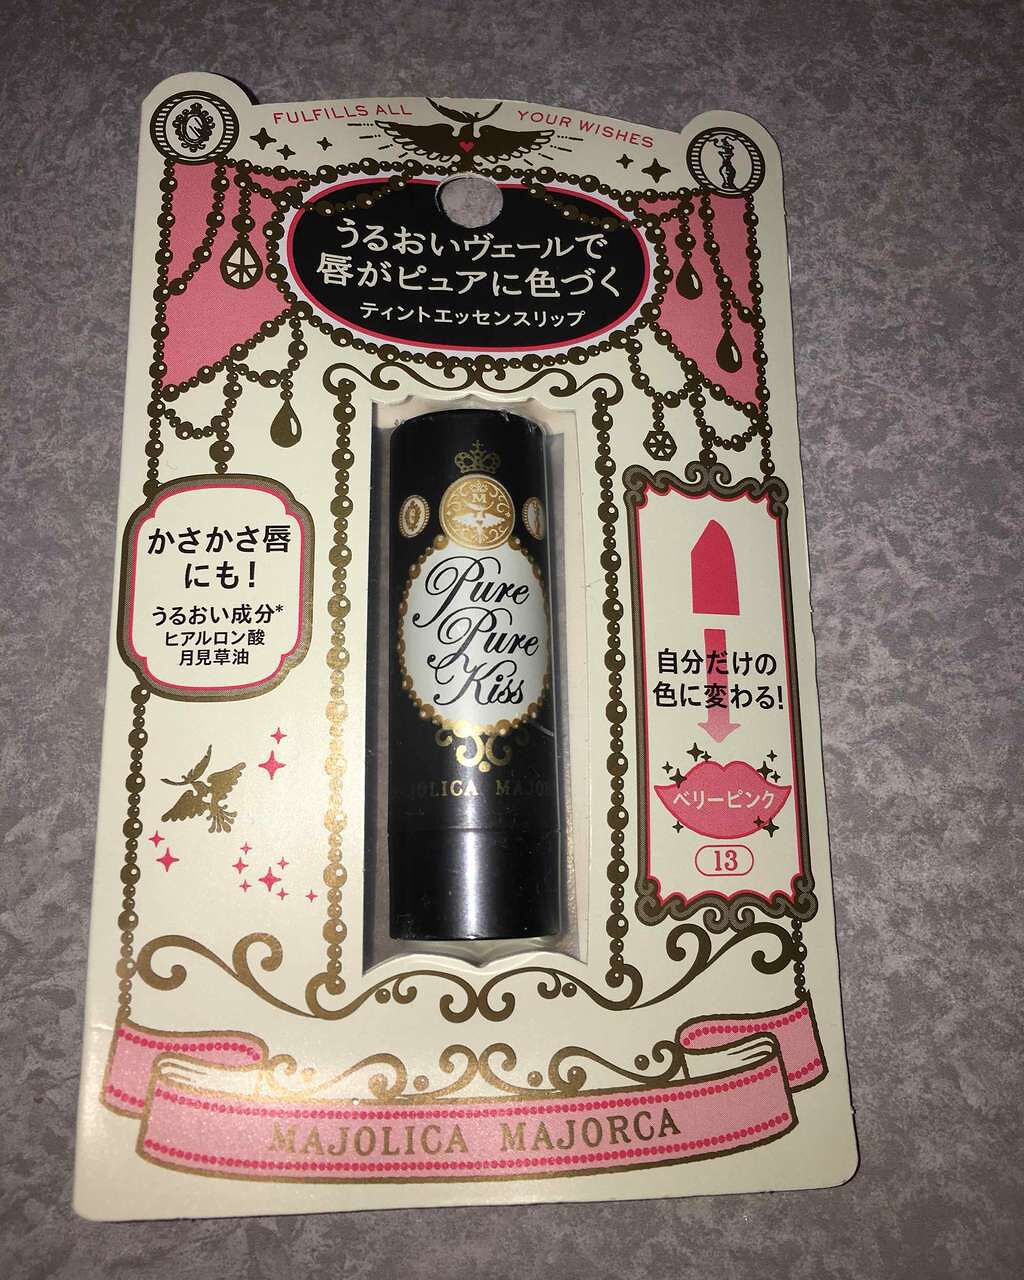 FULFILLS ALL YOUR WISHES
うるおいヴェールで
唇がピュアに色づく
ティントエッセンスリップ
かさかさ唇
にも!
うるおい成分*
ヒアルロン酸
月見草油
M
Pure
Pure
Kiss
JOLICA MAJOR
自分だけの
色に変わる!
ベリーピンク
13
MAJOLICA MAJORCA